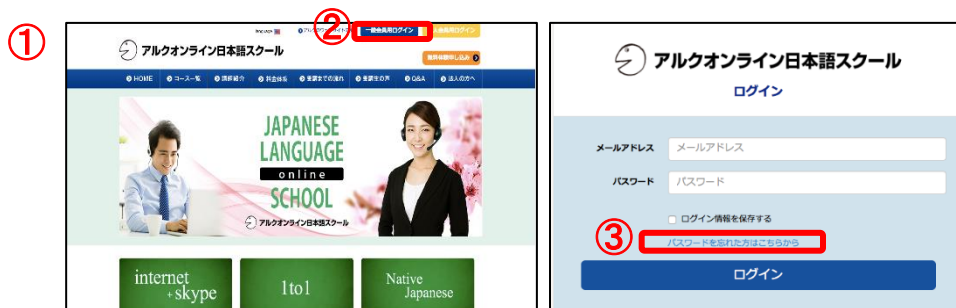 ①
②
一般会員用ログイン
アルクオンライン日本語スクール
HOME
コース一覧
講師紹介
料金体系
受講までの流れ
受講生の声
Q&A
法人の方へ
JAPANESE
LANGUAGE
online
SCHOOL
アルクオンライン日本語スクール
internet
+skype
1to1
Native
Japanese
アルクオンライン日本語スクール
ログイン
メールアドレス
メールアドレス
パスワード
パスワード
ログイン情報を保存する
③
パスワードを忘れた方はこちらから
ログイン